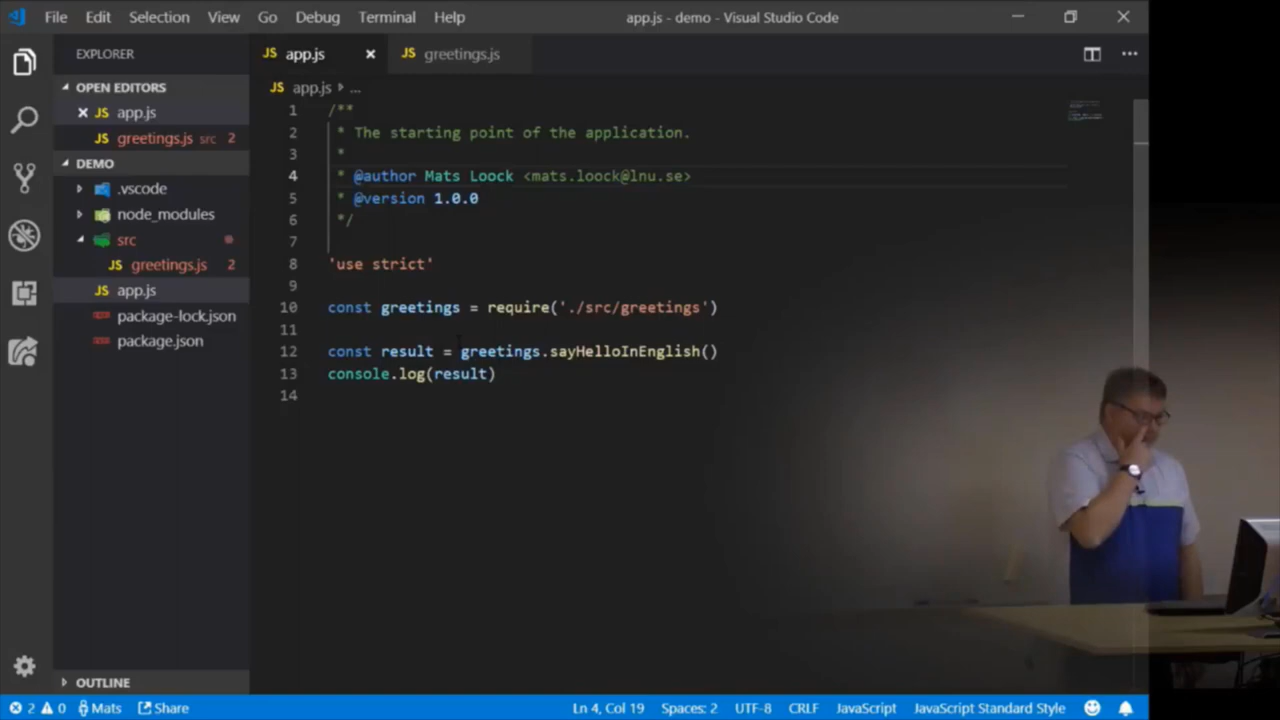 File Edit Selection View Go Debug Terminal Help app.js - demo - Visual Studio Code
EXPLORER
OPEN EDITORS
app.js
greetings.js src 2
DEMO
.vscode
node_modules
src
greetings.js 2
app.js
package-lock.json
package.json
OUTLINE
JS app.js JS greetings.js
JS app.js ...
1 /**
2 * The starting point of the application.
3 *
4 * @author Mats Loock <mats.loock@lnu.se>
5 * @version 1.0.0
6 */
7
8 'use strict'
9
10 const greetings = require('./src/greetings')
11
12 const result = greetings.sayHelloInEnglish()
13 console.log(result)
14
2 0 Mats Share Ln 4, Col 19 Spaces: 2 UTF-8 CRLF JavaScript JavaScript Standard Style